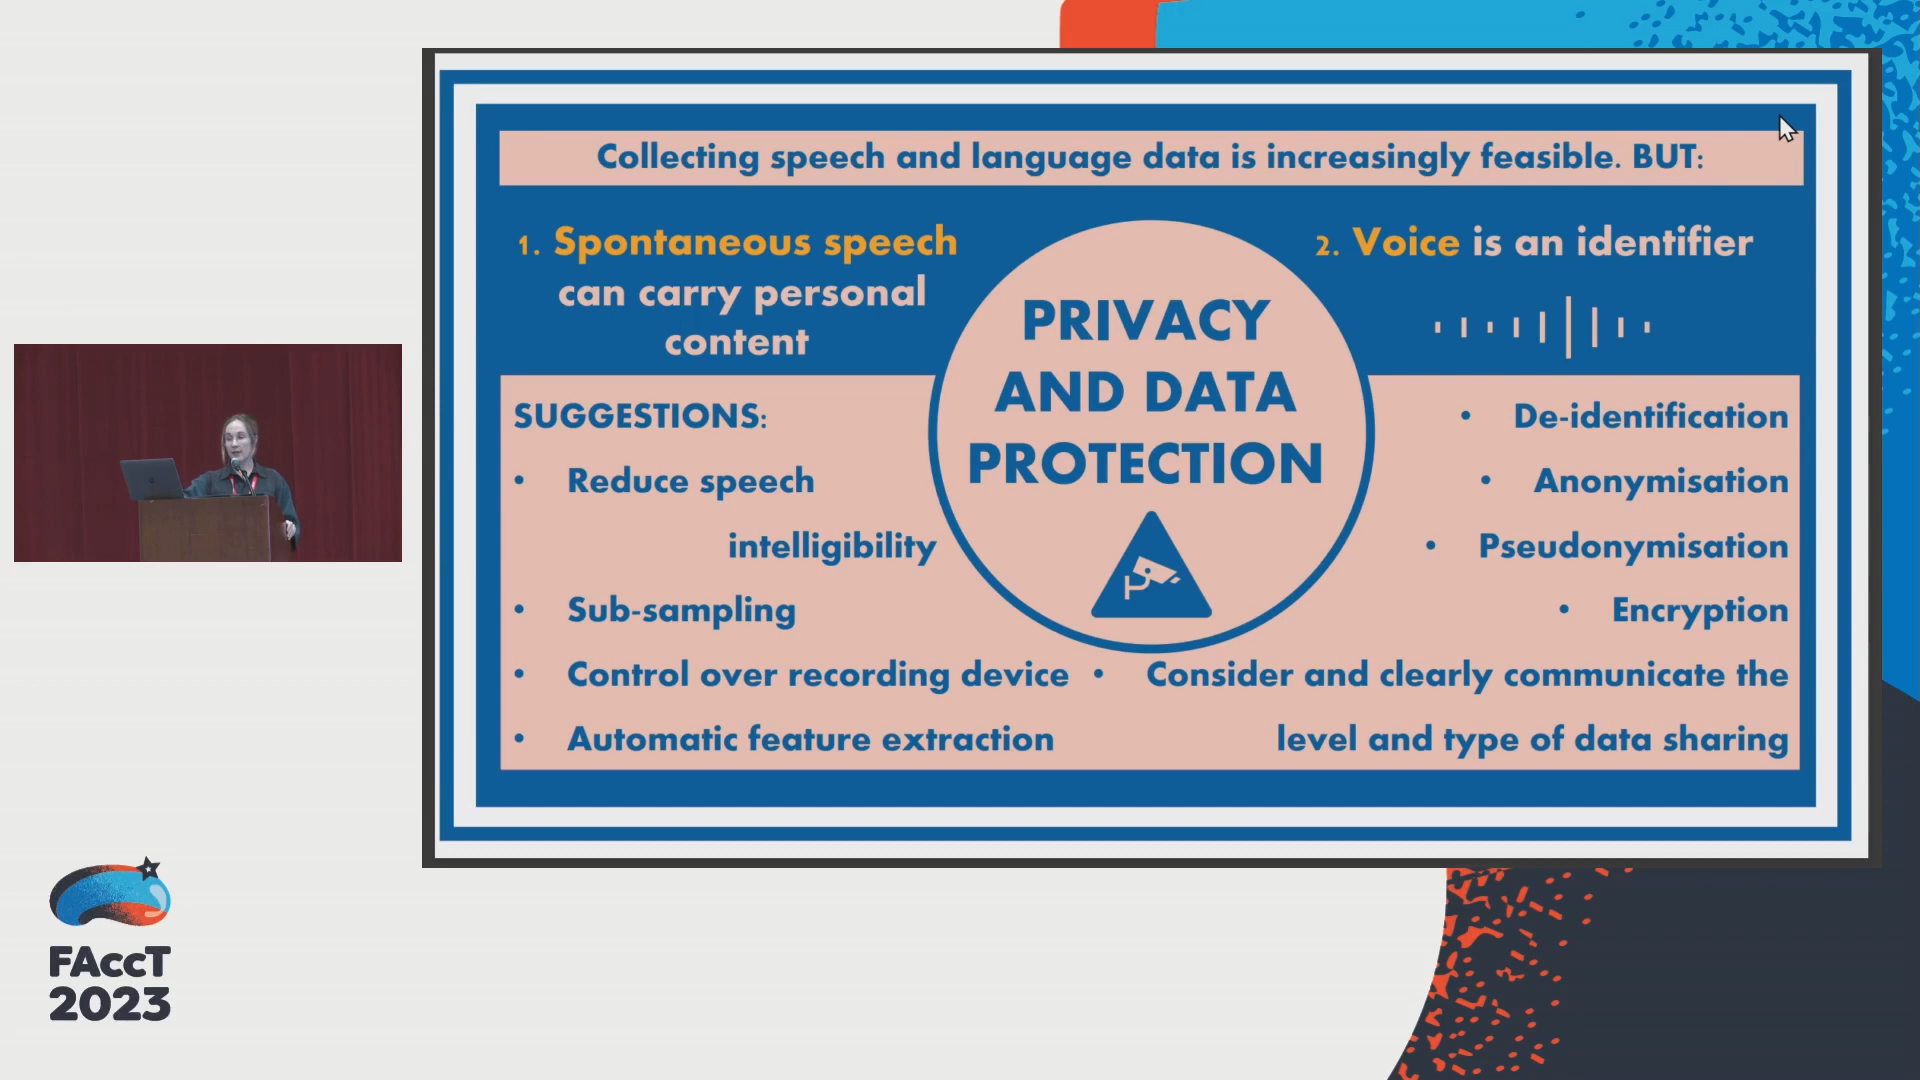 Collecting speech and language data is increasingly feasible. BUT:
1. Spontaneous speech
can carry personal
content
PRIVACY
AND DATA
PROTECTION
2. Voice is an identifier
SUGGESTIONS:
• Reduce speech
intelligibility
• Sub-sampling
• Control over recording device
• Automatic feature extraction
• De-identification
• Anonymisation
• Pseudonymisation
• Encryption
• Consider and clearly communicate the
level and type of data sharing
FAccT
2023